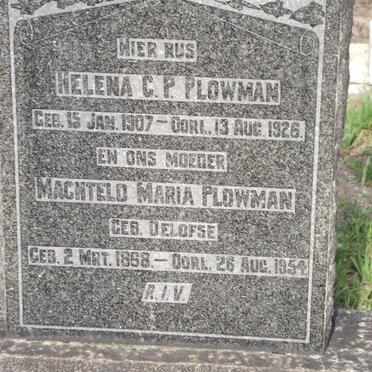 HIER RUS
HELENA C. P. PLOWMAN
GEB. 15 JAN. 1907 — OORL. 13 AUG. 1926.
EN ONS MOEDER
MACHTELD MARIA PLOWMAN
GEB. OELOFSE
GEB. 2 MRT. 1868. — OORL. 26 AUG. 1954.
R.I.V.